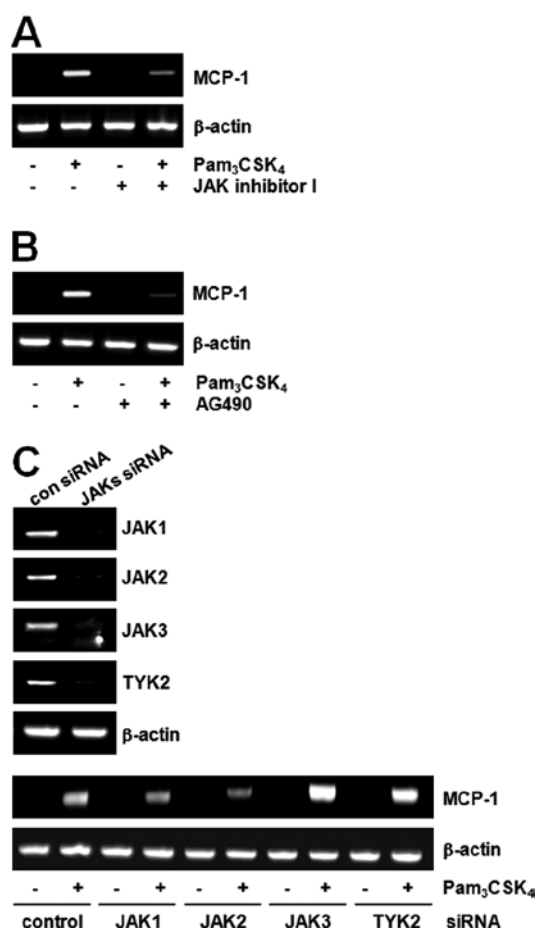 A
MCP-1
β-actin
- + - + Pam₃CSK₄
- - + + JAK inhibitor I
B
MCP-1
β-actin
- + - + Pam₃CSK₄
- - + + AG490
C
con siRNA JAKs siRNA
JAK1
JAK2
JAK3
TYK2
β-actin
MCP-1
β-actin
- + - + - + - + - + Pam₃CSK₄
control JAK1 JAK2 JAK3 TYK2 siRNA